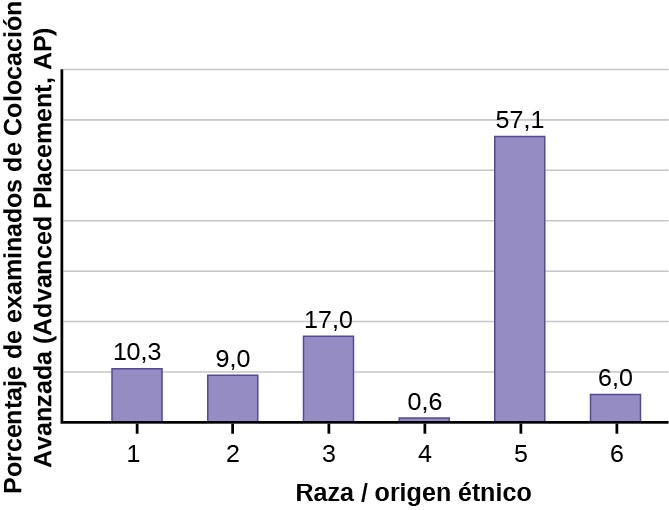 Porcentaje de examinados de Colocación
Avanzada (Advanced Placement, AP)
57,1
17,0
10,3
9,0
6,0
0,6
1 2 3 4 5 6
Raza / origen étnico